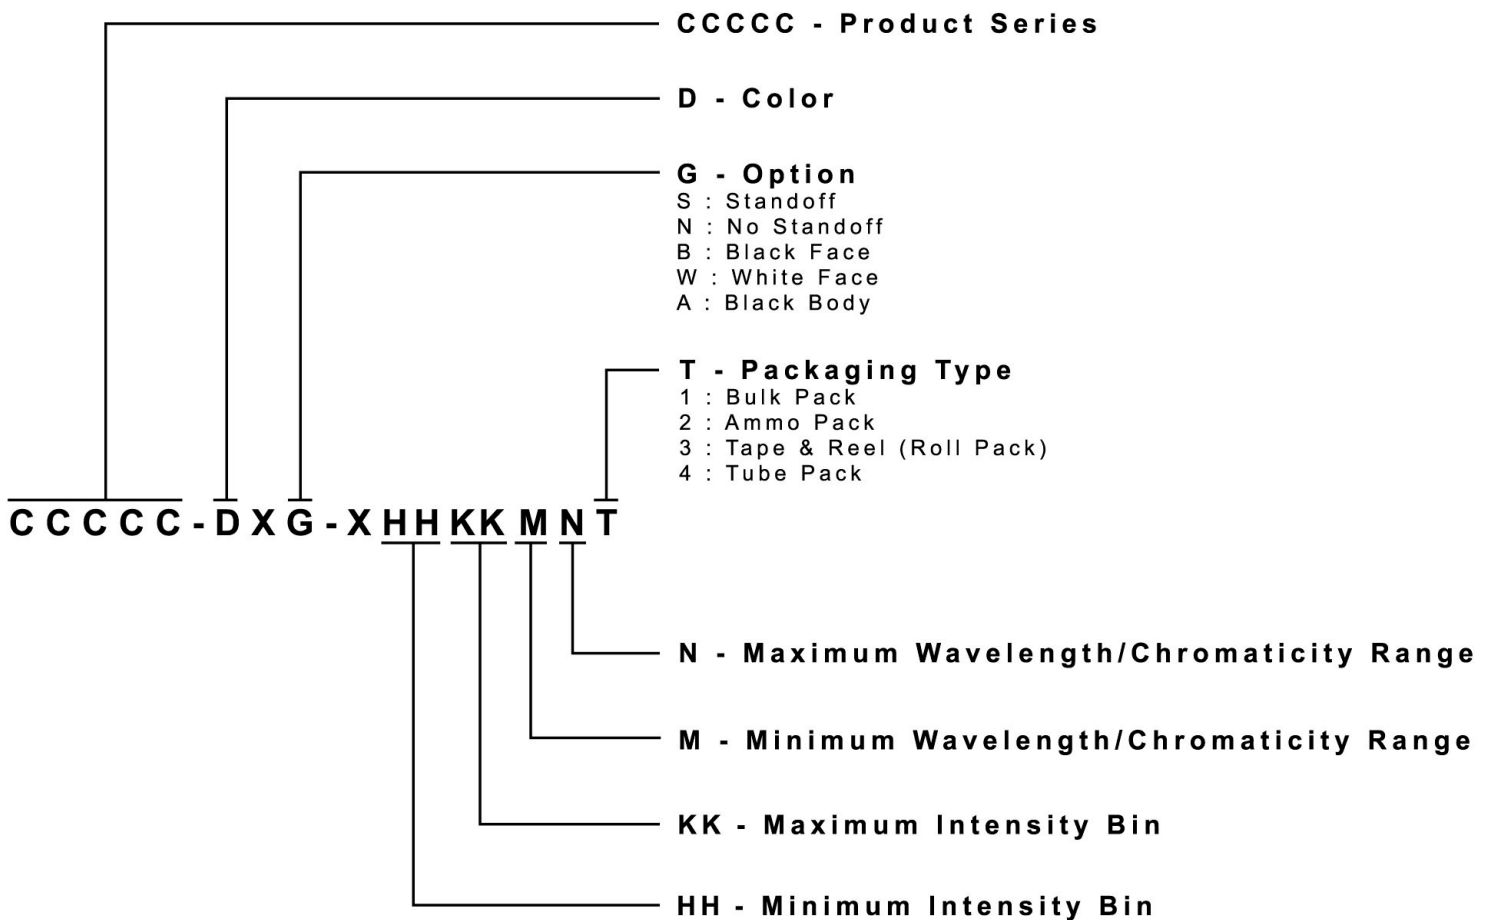 CCCCC - Product Series
D - Color
G - Option
S : Standoff
N : No Standoff
B : Black Face
W : White Face
A : Black Body
T - Packaging Type
1 : Bulk Pack
2 : Ammo Pack
3 : Tape & Reel (Roll Pack)
4 : Tube Pack
CCCCC-DXG-XHHKKMNT
N - Maximum Wavelength/Chromaticity Range
M - Minimum Wavelength/Chromaticity Range
KK - Maximum Intensity Bin
HH - Minimum Intensity Bin